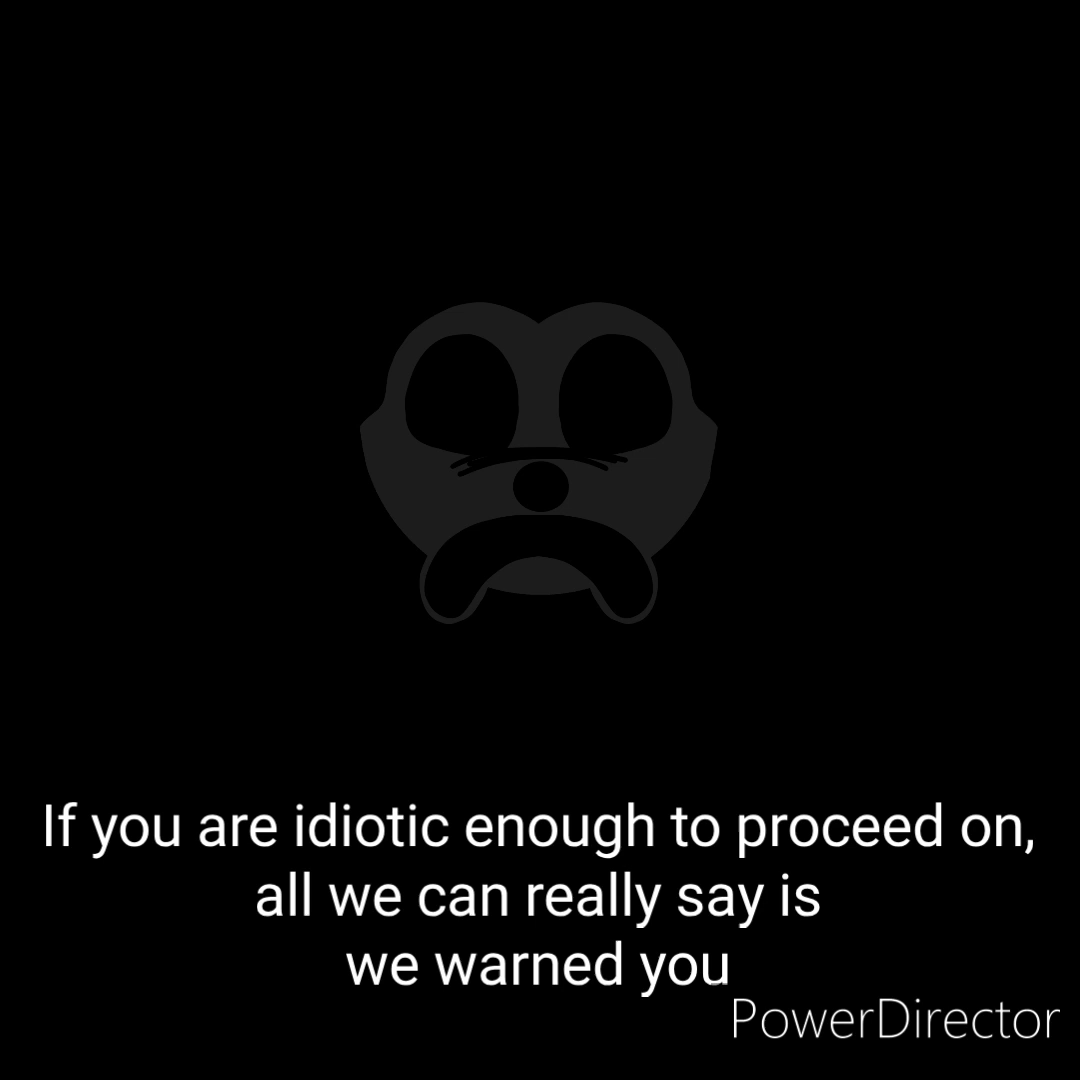 If you are idiotic enough to proceed on,
all we can really say is
we warned you
PowerDirector